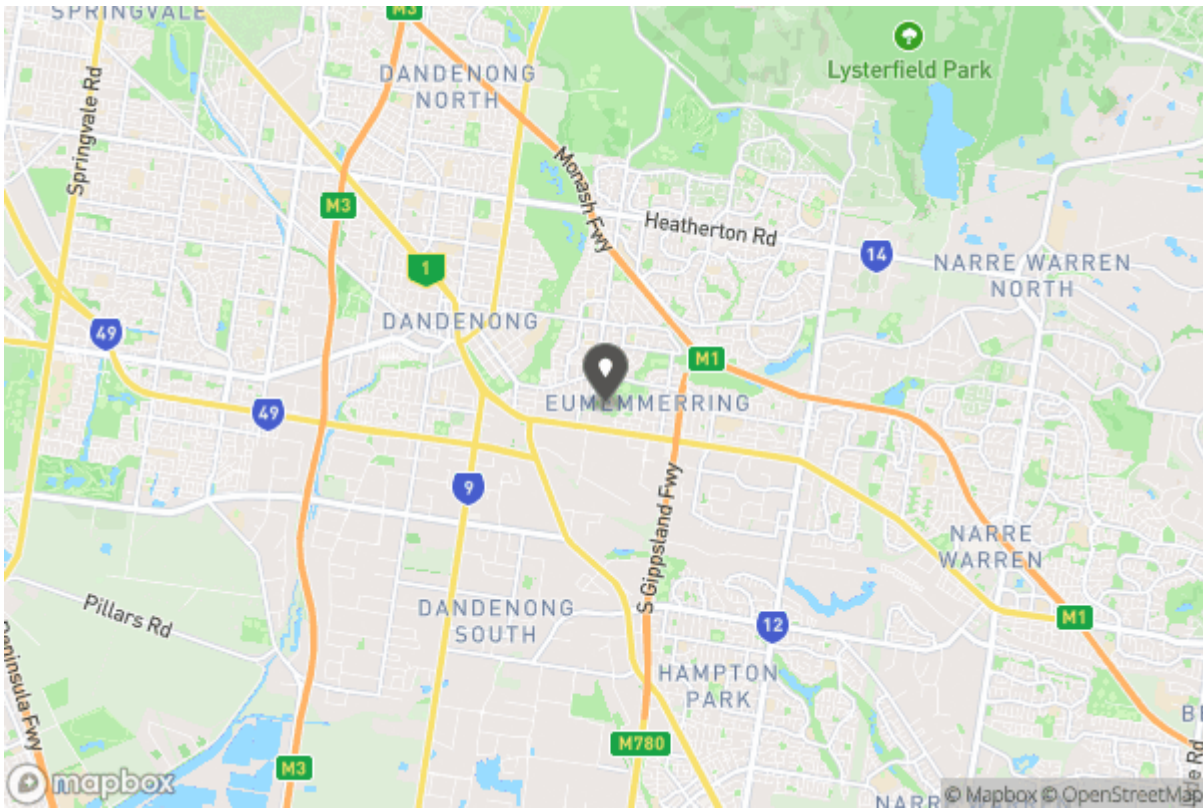 SPRINGVALE
M3
DANDENONG
NORTH
Lysterfield Park
Springvale Rd
Monash Fwy
M3
Heatherton Rd
14
NARRE WARREN
NORTH
1
DANDENONG
49
M1
49
EUMEMMERRING
9
S Gippsland Fwy
NARRE
WARREN
Pillars Rd
DANDENONG
SOUTH
12
M1
Peninsula Fwy
HAMPTON
PARK
M780
M3
mapbox
© Mapbox © OpenStreetMap